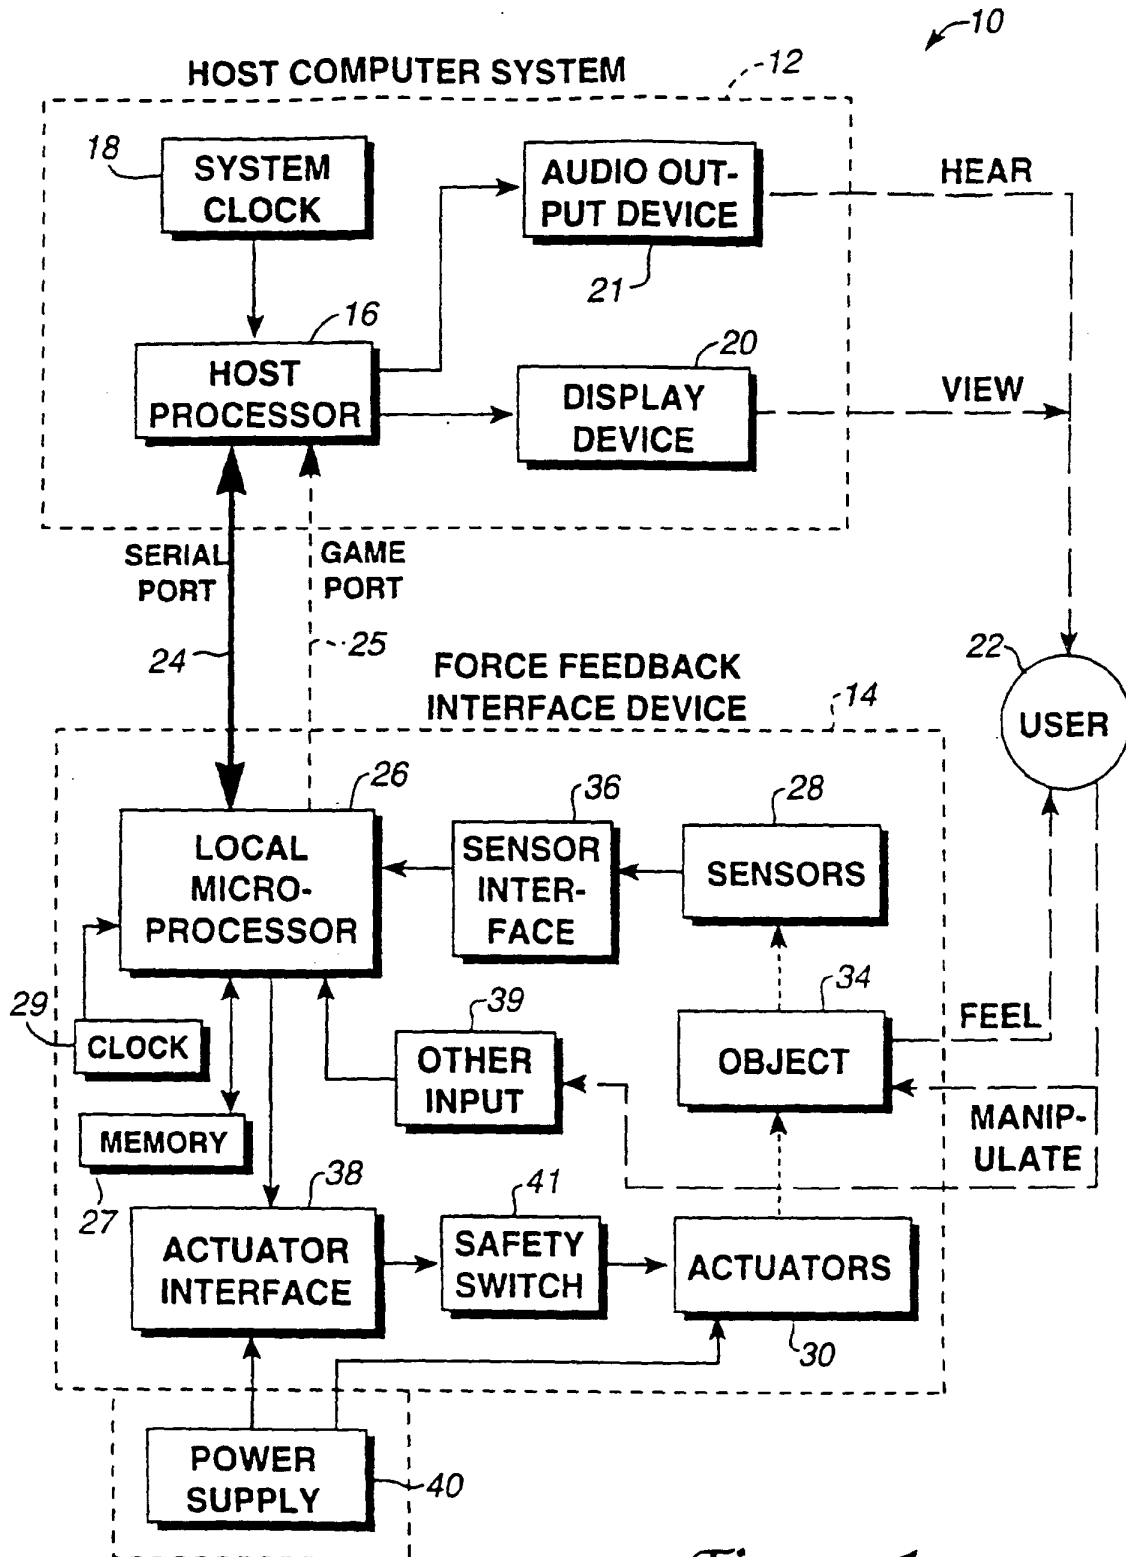 10
HOST COMPUTER SYSTEM
12
18
SYSTEM
CLOCK
AUDIO OUT-
PUT DEVICE
HEAR
21
16
HOST
PROCESSOR
20
DISPLAY
DEVICE
VIEW
SERIAL
PORT
GAME
PORT
24
25
FORCE FEEDBACK
INTERFACE DEVICE
14
22
USER
26
LOCAL
MICRO-
PROCESSOR
36
SENSOR
INTER-
FACE
28
SENSORS
29
CLOCK
39
OTHER
INPUT
34
OBJECT
FEEL
MANIP-
ULATE
MEMORY
27
38
ACTUATOR
INTERFACE
41
SAFETY
SWITCH
ACTUATORS
30
POWER
SUPPLY
40